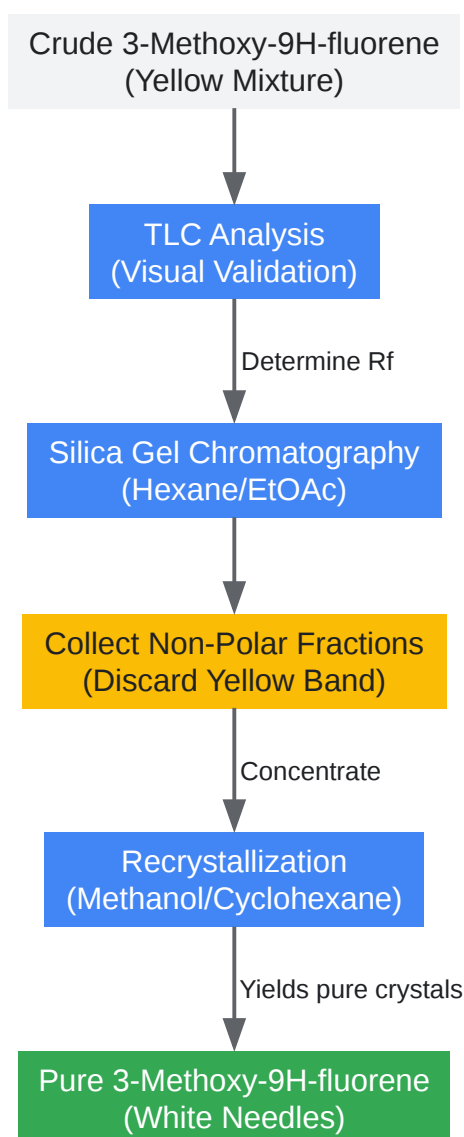 Crude 3-Methoxy-9H-fluorene
(Yellow Mixture)
TLC Analysis
(Visual Validation)
Determine Rf
Silica Gel Chromatography
(Hexane/EtOAc)
Collect Non-Polar Fractions
(Discard Yellow Band)
Concentrate
Recrystallization
(Methanol/Cyclohexane)
Yields pure crystals
Pure 3-Methoxy-9H-fluorene
(White Needles)